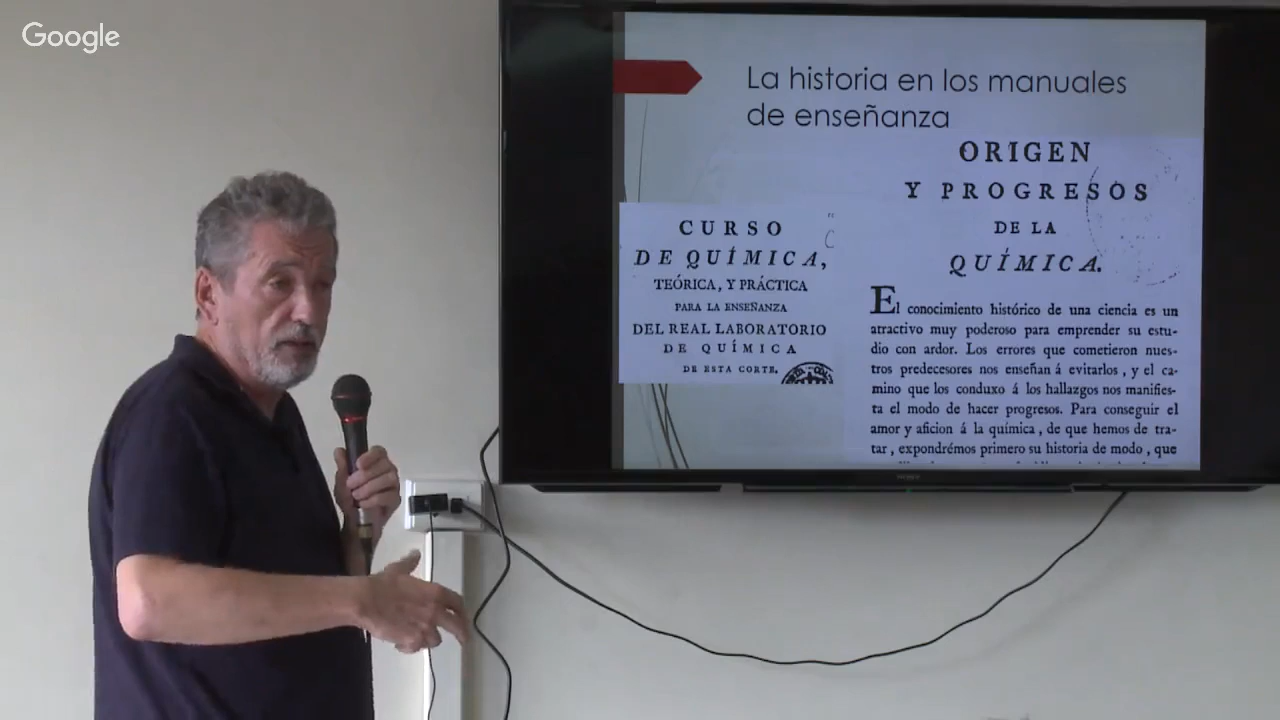 Google
La historia en los manuales
de enseñanza
CURSO
DE QUÍMICA,
TEÓRICA, Y PRÁCTICA
PARA LA ENSEÑANZA
DEL REAL LABORATORIO
DE QUÍMICA
DE ESTA CORTE.
ORIGEN
Y PROGRESOS
DE LA
QUÍMICA.
El conocimiento histórico de una ciencia es un
atractivo muy poderoso para emprender su estu-
dio con ardor. Los errores que cometieron nues-
tros predecesores nos enseñan á evitarlos, y el ca-
mino que los conduxo á los hallazgos nos manifies-
ta el modo de hacer progresos. Para conseguir el
amor y aficion á la química, de que hemos de tra-
tar, expondrémos primero su historia de modo, que